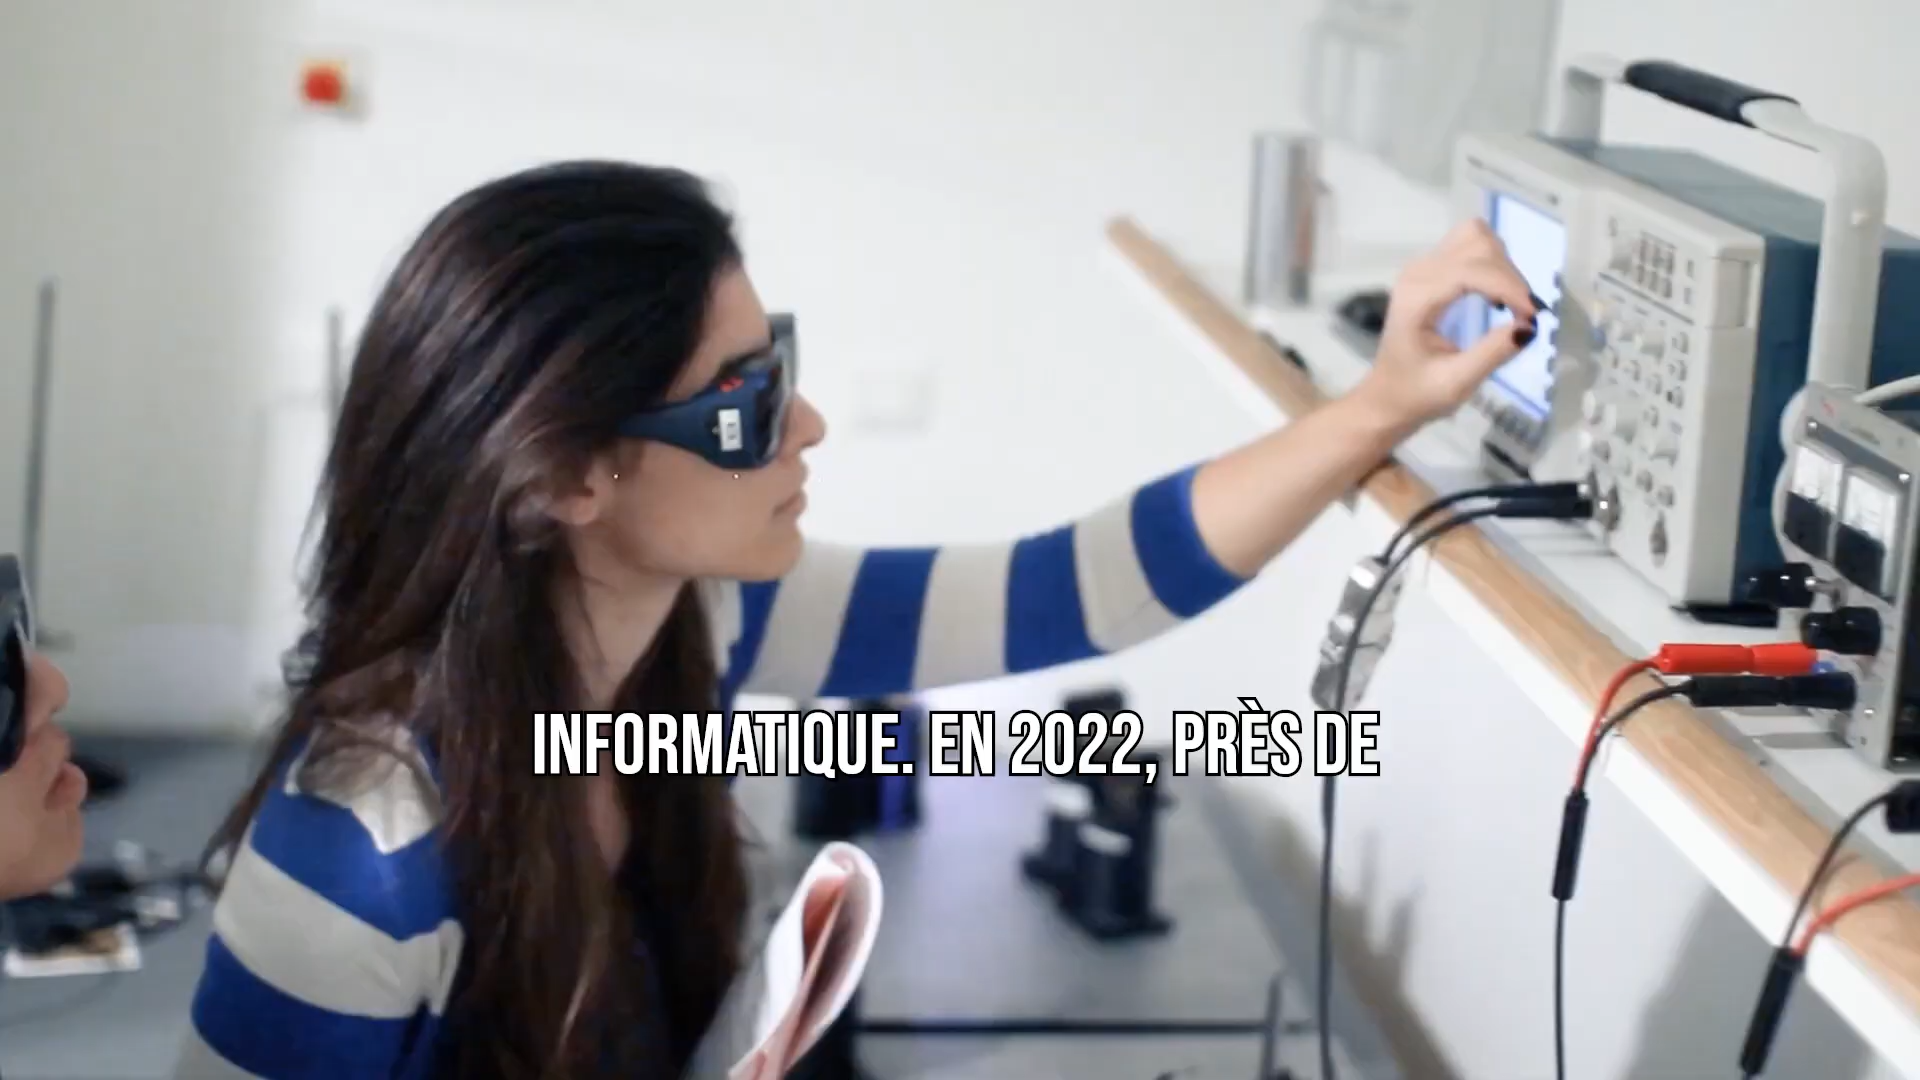 INFORMATIQUE. EN 2022, PRÈS DE